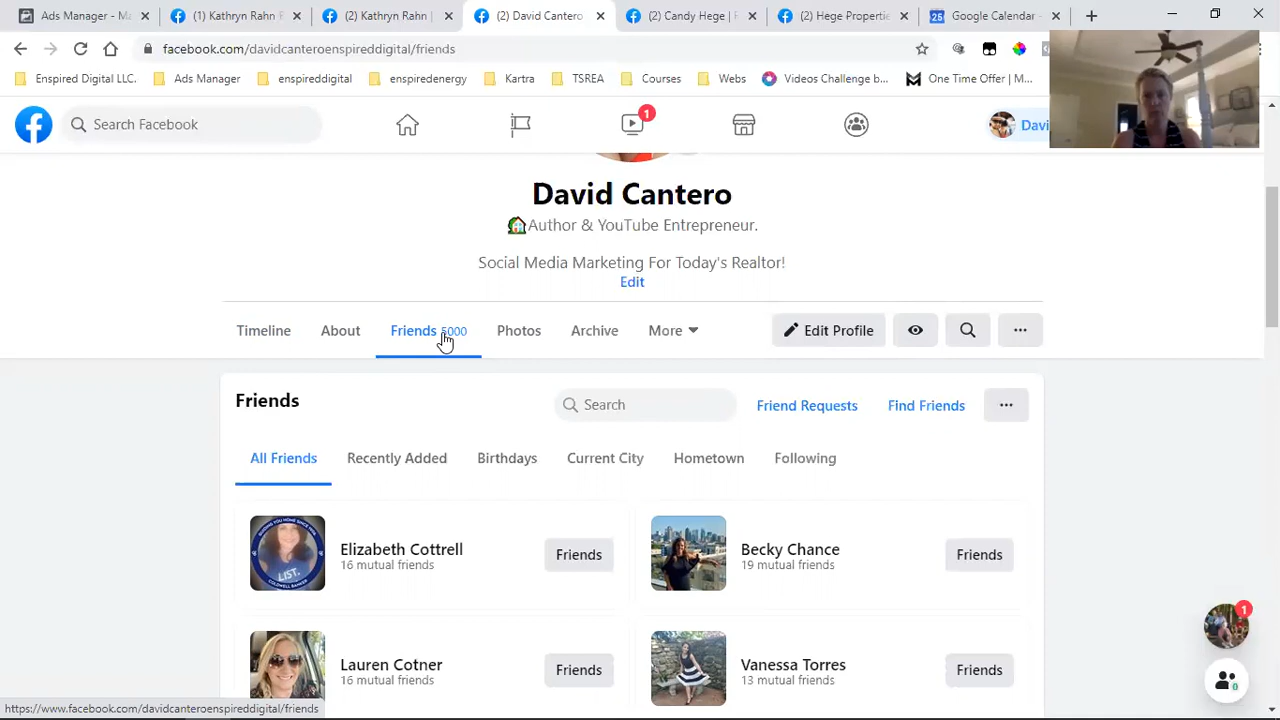 Ads Manager - Ma
(1) Kathryn Rahn
(2) Kathryn Rahn |
(2) David Cantero
(2) Candy Hege |
(2) Hege Properti
Google Calendar -
facebook.com/davidcanteroenspireddigital/friends
Enspired Digital LLC.
Ads Manager
enspireddigital
enspiredenergy
Kartra
TSREA
Courses
Webs
Videos Challenge b...
One Time Offer | M...
Search Facebook
1
Davi
David Cantero
Author & YouTube Entrepreneur.
Social Media Marketing For Today's Realtor!
Edit
Timeline
About
Friends 5000
Photos
Archive
More
Edit Profile
Friends
Search
Friend Requests
Find Friends
All Friends
Recently Added
Birthdays
Current City
Hometown
Following
Elizabeth Cottrell
16 mutual friends
Friends
Becky Chance
19 mutual friends
Friends
Lauren Cotner
16 mutual friends
Friends
Vanessa Torres
13 mutual friends
Friends
1
https://www.facebook.com/davidcanteroenspireddigital/friends